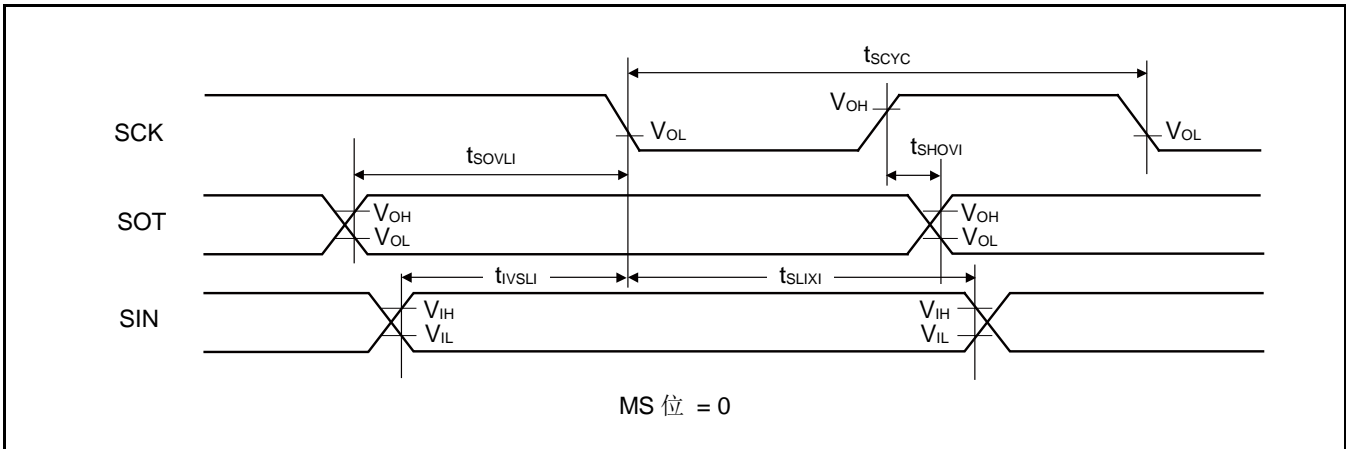 tSCYC
SCK
VOH
VOL
VOL
tSOVLI
tSHOVI
SOT
VOH
VOL
VOH
VOL
tIVSLI
tSLIXI
SIN
VIH
VIL
VIH
VIL
MS 位 = 0